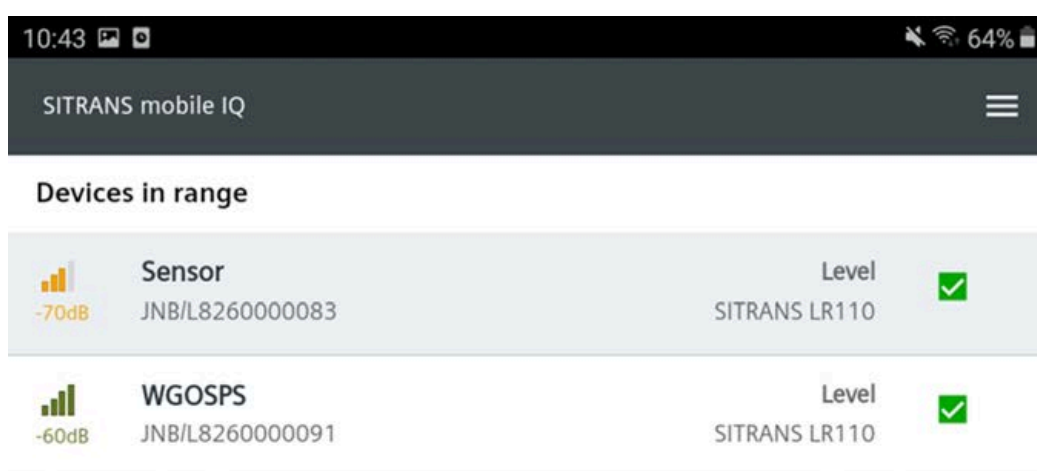 10:43 64%
SITRANS mobile IQ
Devices in range
Sensor Level
-70dB JNB/L8260000083 SITRANS LR110
WGOSPS Level
-60dB JNB/L8260000091 SITRANS LR110